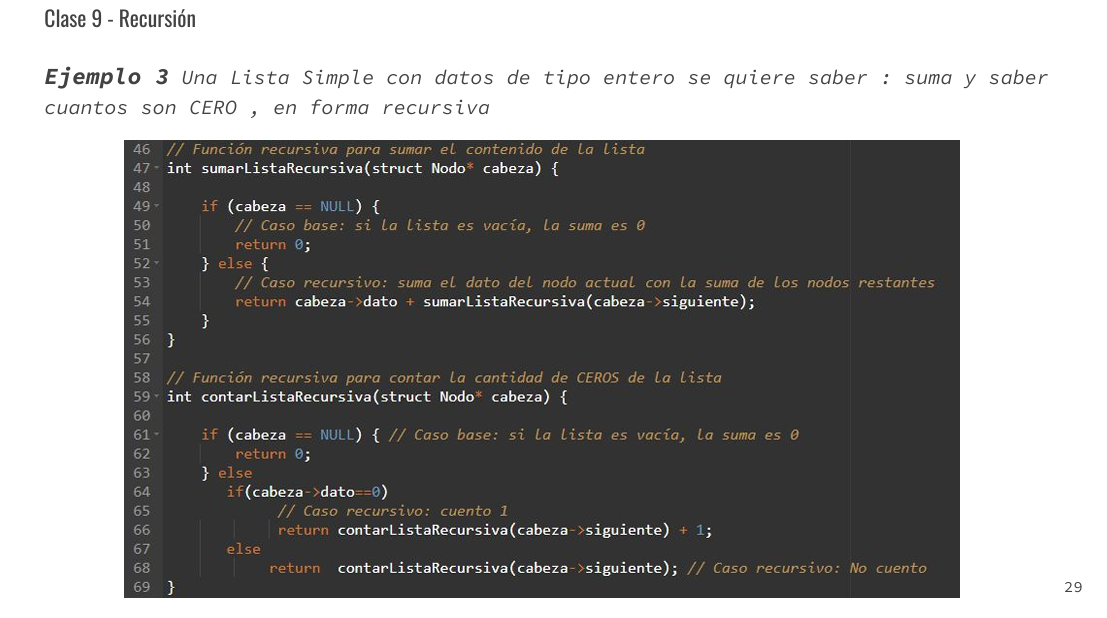 Clase 9 - Recursión
Ejemplo 3 Una Lista Simple con datos de tipo entero se quiere saber : suma y saber
cuantos son CERO , en forma recursiva
46 // Función recursiva para sumar el contenido de la lista
47 int sumarListaRecursiva(struct Nodo* cabeza) {
48
49 if (cabeza == NULL) {
50 // Caso base: si la lista es vacía, la suma es 0
51 return 0;
52 } else {
53 // Caso recursivo: suma el dato del nodo actual con la suma de los nodos restantes
54 return cabeza->dato + sumarListaRecursiva(cabeza->siguiente);
55 }
56 }
57
58 // Función recursiva para contar la cantidad de CEROS de la lista
59 int contarListaRecursiva(struct Nodo* cabeza) {
60
61 if (cabeza == NULL) { // Caso base: si la lista es vacía, la suma es 0
62 return 0;
63 } else
64 if(cabeza->dato==0)
65 // Caso recursivo: cuento 1
66 return contarListaRecursiva(cabeza->siguiente) + 1;
67 else
68 return contarListaRecursiva(cabeza->siguiente); // Caso recursivo: No cuento
69 }
29